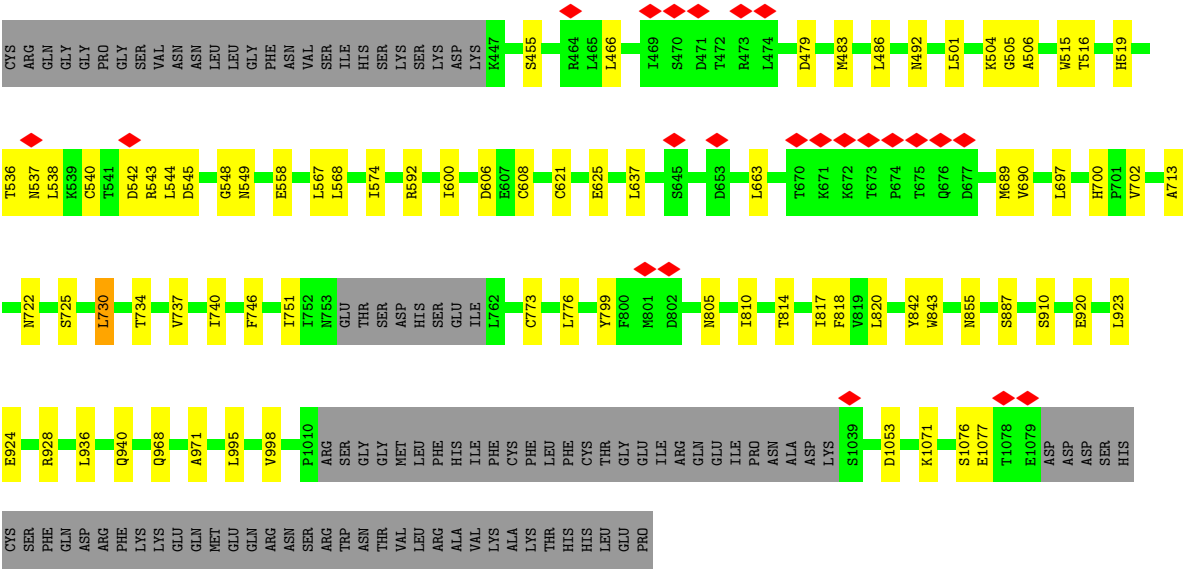 CYS ARG GLN GLY GLY PRO GLY SER VAL ASN ASN LEU LEU GLY PHE ASN VAL SER ILE HIS SER LYS SER LYS ASP LYS K447 S455 R464 L465 L466 I469 S470 D471 T472 R473 L474 D479 M483 L486 N492 L501 K504 G505 A506 W515 T516 H519
T536 N537 L538 K539 C540 T541 D542 R543 L544 D545 G548 N549 E558 L567 L568 I574 R592 I600 D606 E607 C608 C621 E625 L637 S645 D653 L663 T670 K671 K672 T673 P674 T675 Q676 D677 M689 V690 L697 H700 P701 V702 A713
N722 S725 L730 T734 V737 I740 F746 I751 I752 N753 GLU THR SER ASP HIS SER GLU ILE L762 C773 L776 Y799 F800 M801 D802 N805 I810 T814 I817 F818 V819 L820 Y842 W843 N855 S887 S910 E920 L923
E924 R928 L936 Q940 Q968 A971 L995 V998 P1010 ARG SER GLY GLY MET LEU PHE HIS ILE PHE CYS PHE LEU PHE CYS THR GLY GLU ILE ARG GLN GLU ILE PRO ASN ALA ASP LYS S1039 D1053 K1071 S1076 E1077 T1078 E1079 ASP ASP ASP SER HIS
CYS SER PHE GLN ASP ARG PHE LYS LYS GLU GLN MET GLU GLN ARG ASN SER ARG TRP ASN THR VAL LEU ARG ALA VAL LYS ALA LYS THR HIS HIS LEU GLU PRO